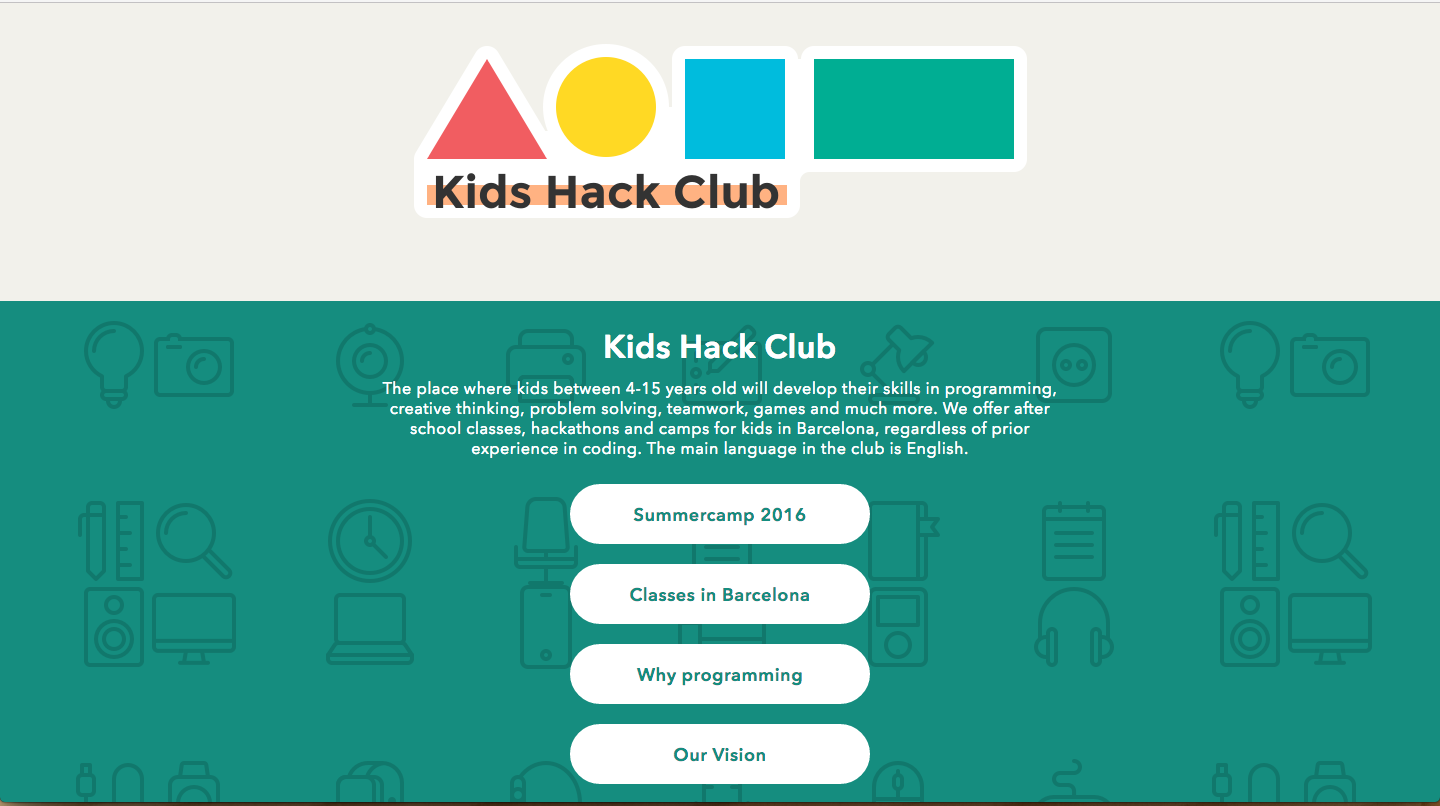 Kids Hack Club
Kids Hack Club
The place where kids between 4-15 years old will develop their skills in programming,
creative thinking, problem solving, teamwork, games and much more. We offer after
school classes, hackathons and camps for kids in Barcelona, regardless of prior
experience in coding. The main language in the club is English.
Summercamp 2016
Classes in Barcelona
Why programming
Our Vision